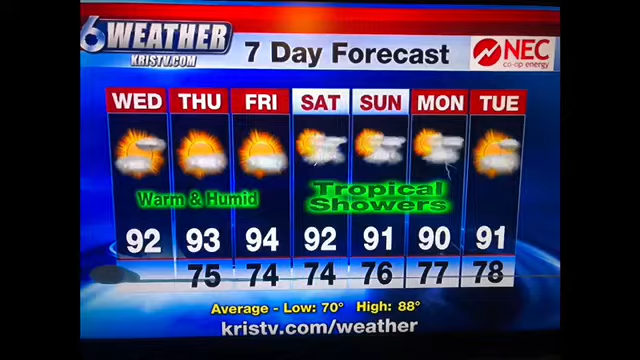 6 WEATHER
KRISTV.COM
7 Day Forecast
NEC
co-op energy
WED THU FRI SAT SUN MON TUE
Warm & Humid
Tropical
Showers
92 93 94 92 91 90 91
75 74 74 76 77 78
Average - Low: 70° High: 88°
kristv.com/weather